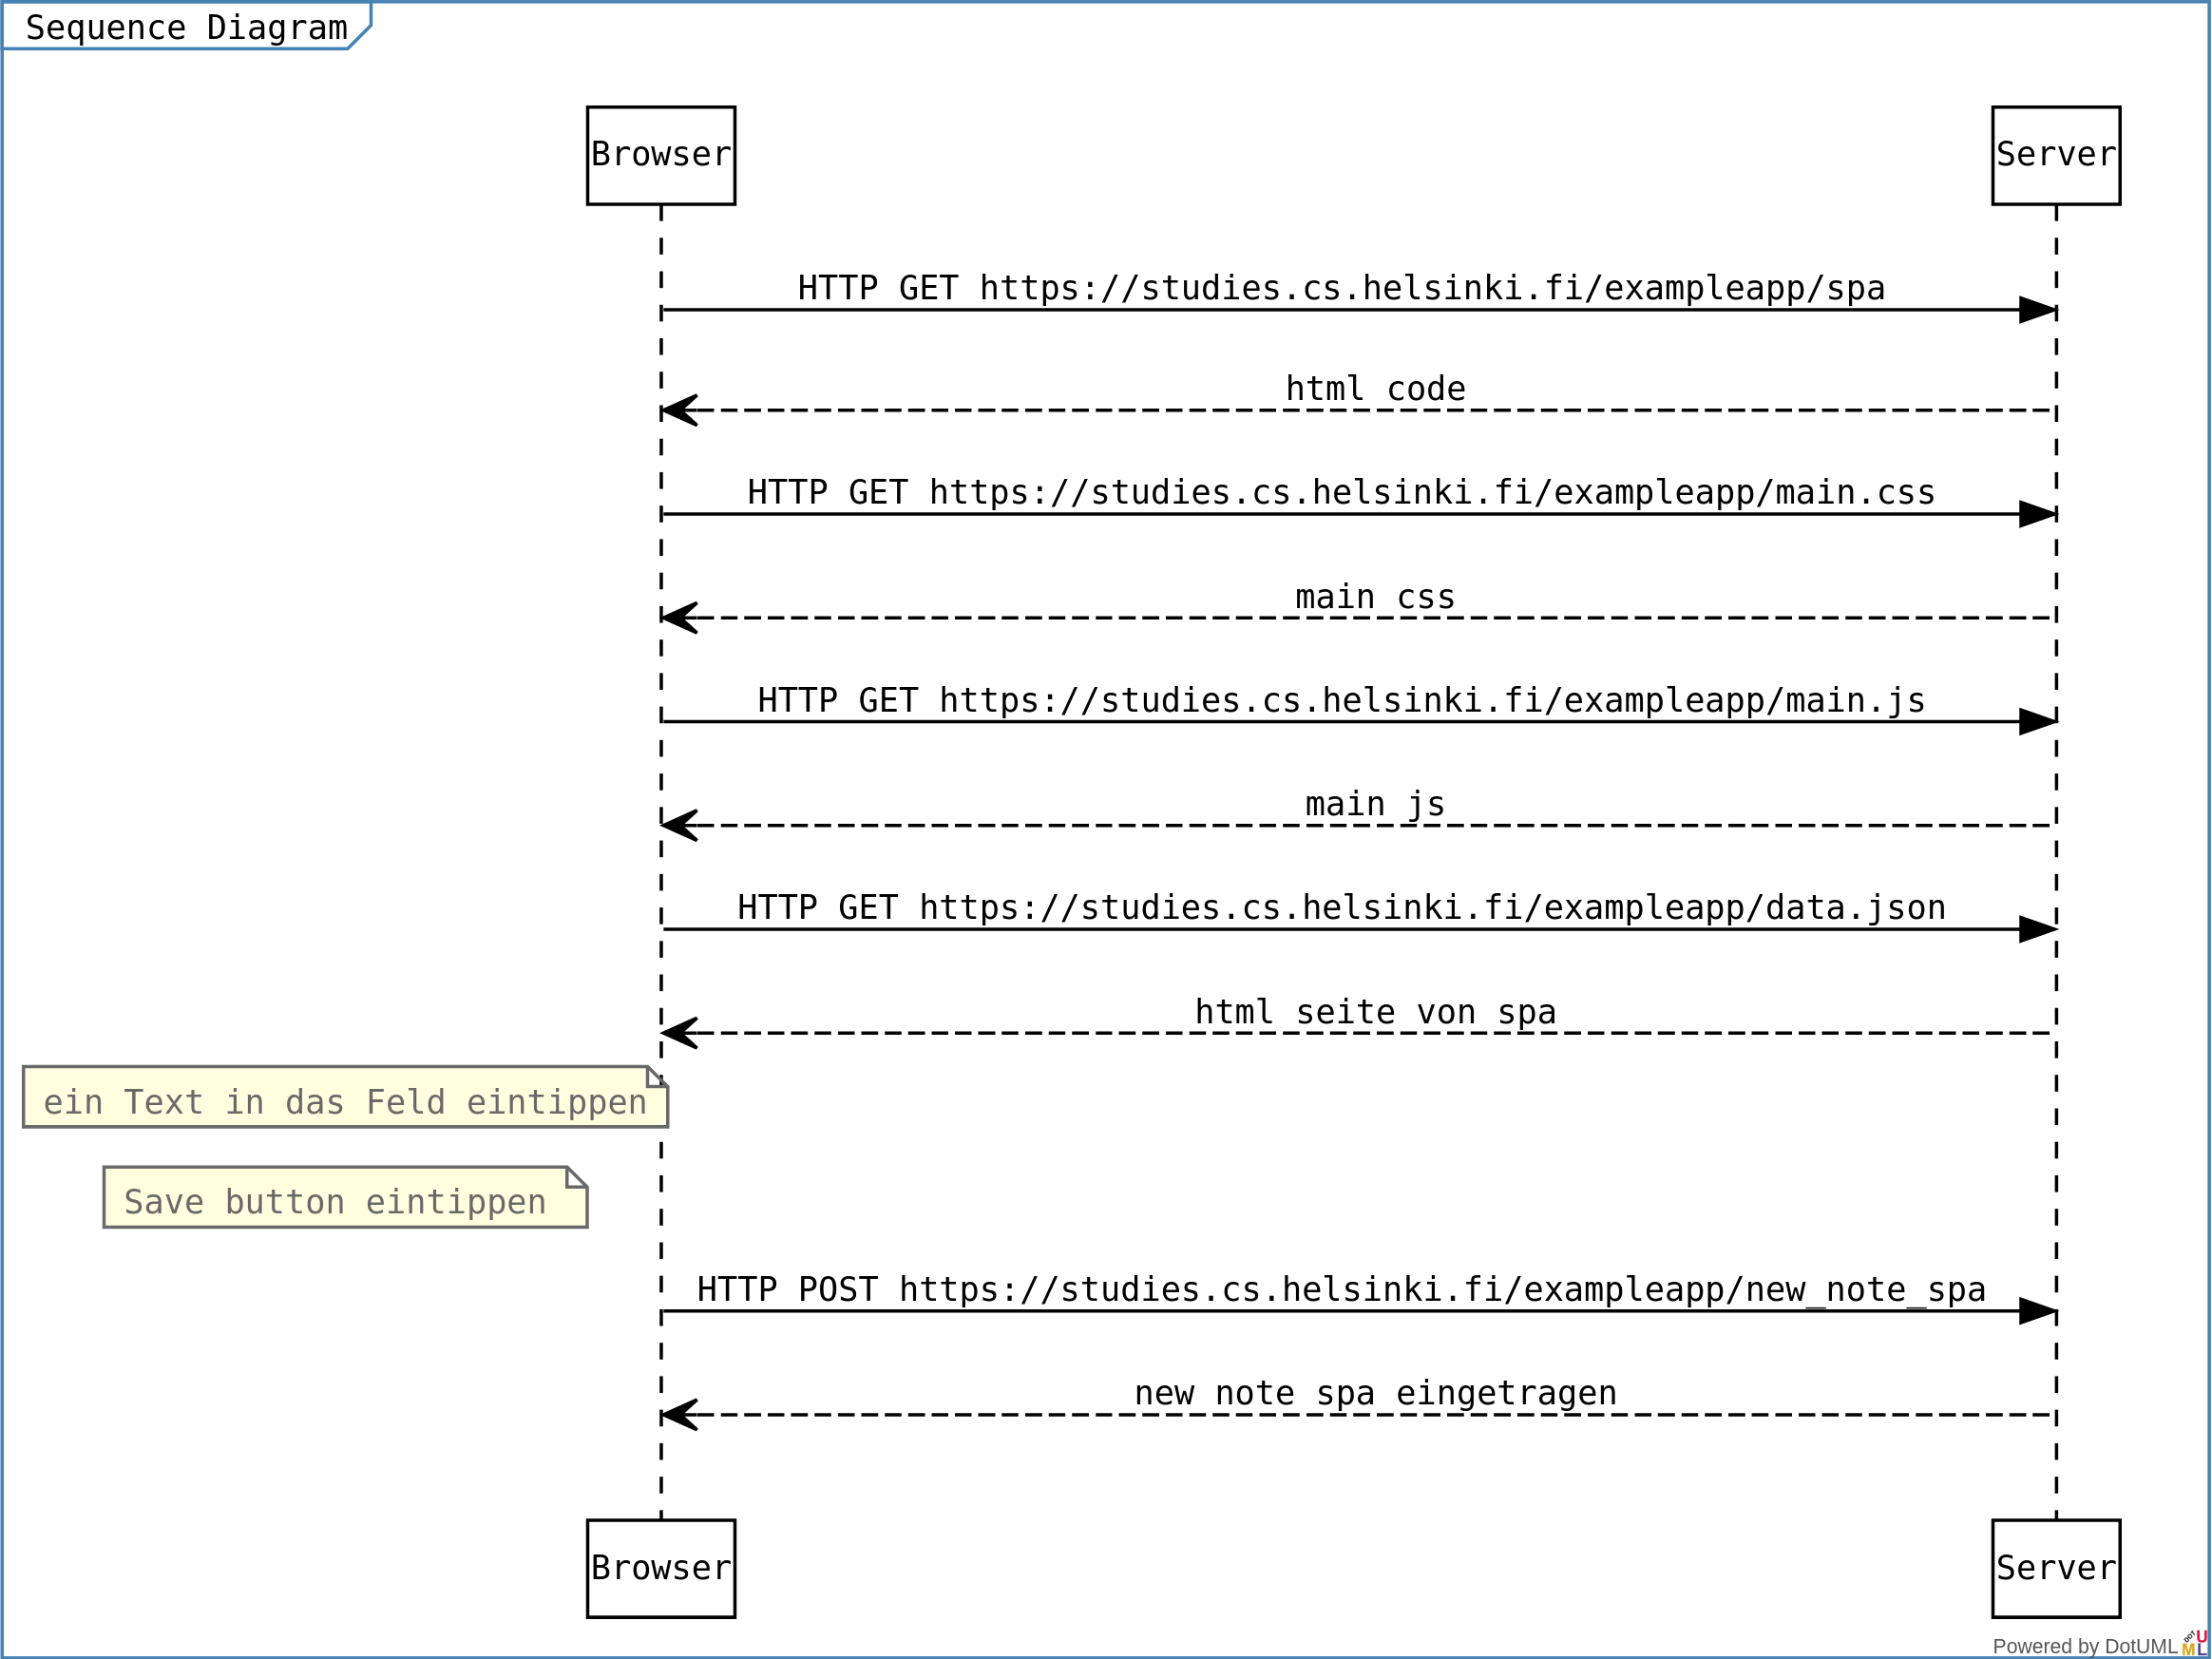 Sequence Diagram
Browser
Server
HTTP GET https://studies.cs.helsinki.fi/exampleapp/spa
html code
HTTP GET https://studies.cs.helsinki.fi/exampleapp/main.css
main css
HTTP GET https://studies.cs.helsinki.fi/exampleapp/main.js
main js
HTTP GET https://studies.cs.helsinki.fi/exampleapp/data.json
html seite von spa
ein Text in das Feld eintippen
Save button eintippen
HTTP POST https://studies.cs.helsinki.fi/exampleapp/new_note_spa
new note spa eingetragen
Browser
Server
Powered by DotUML
DOT U
M L